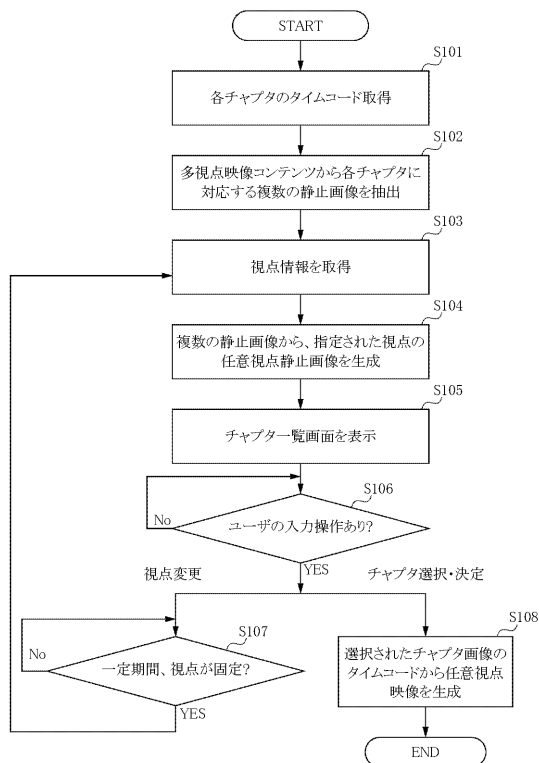 START
S101
各チャプタのタイムコード取得
S102
多視点映像コンテンツから各チャプタに
対応する複数の静止画像を抽出
S103
視点情報を取得
S104
複数の静止画像から、指定された視点の
任意視点静止画像を生成
S105
チャプタ一覧画面を表示
S106
ユーザの入力操作あり?
No
YES
視点変更
チャプタ選択・決定
S107
一定期間、視点が固定?
No
YES
S108
選択されたチャプタ画像の
タイムコードから任意視点
映像を生成
END